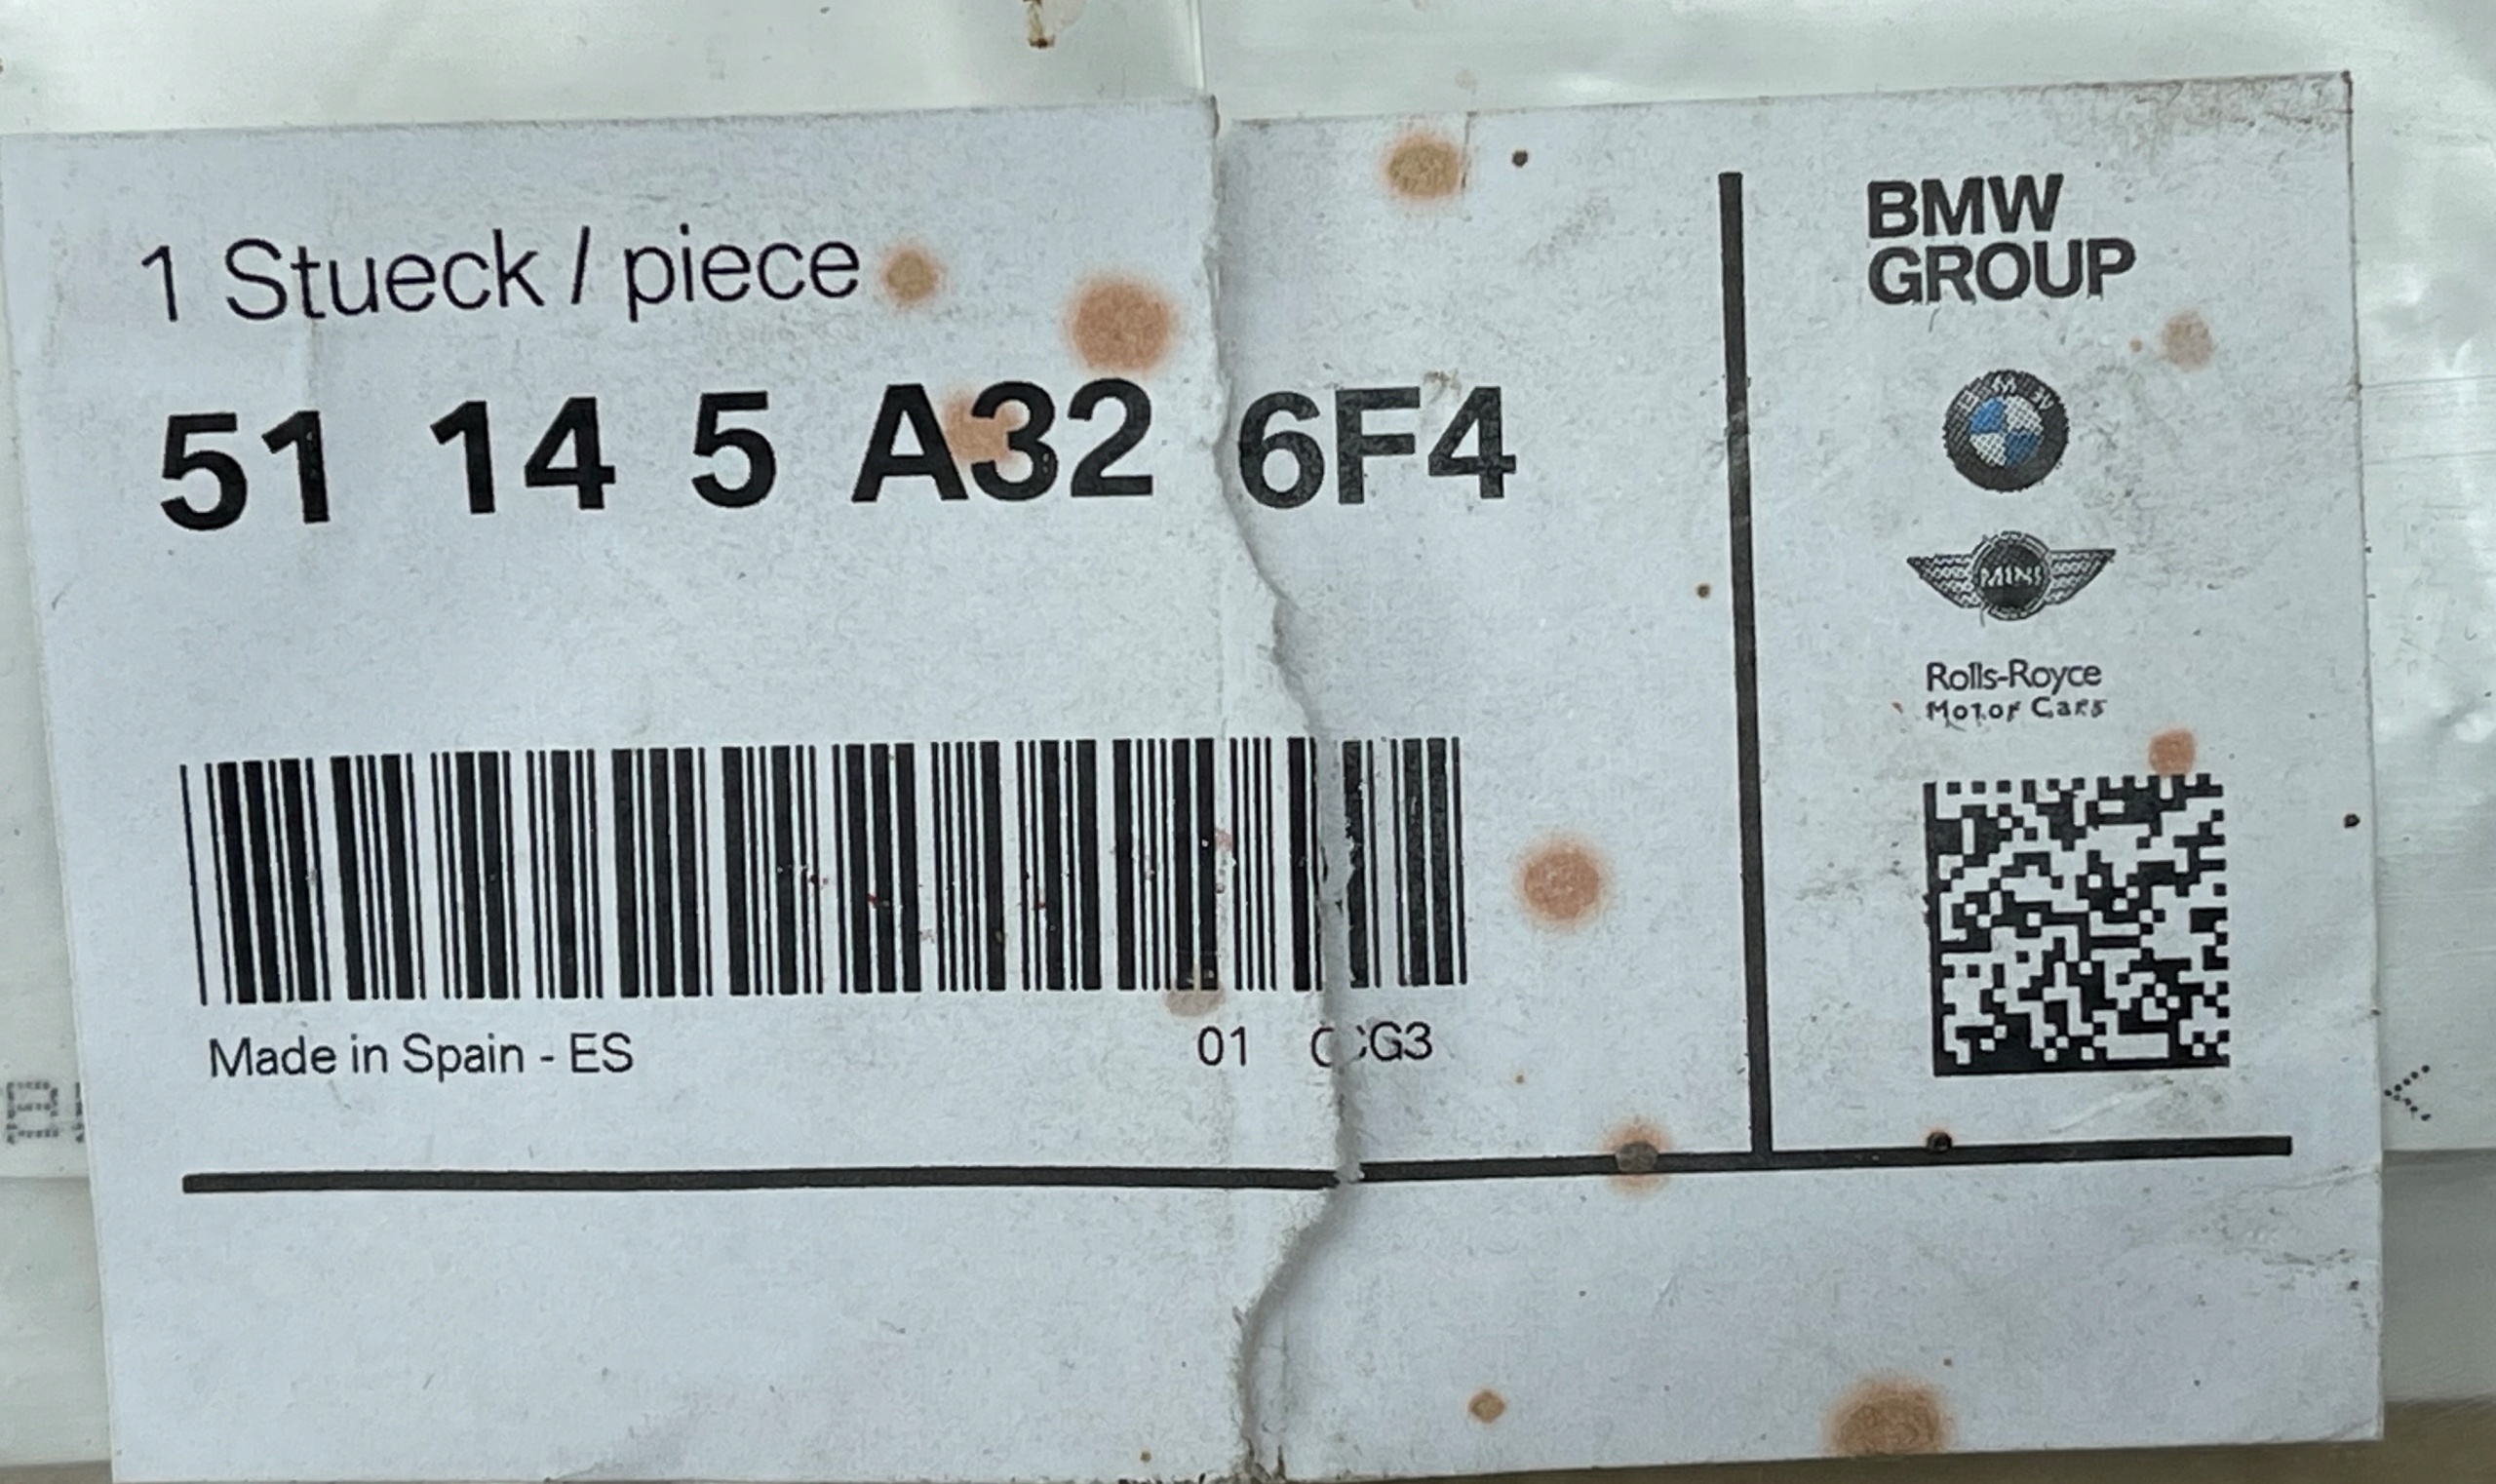 1 Stueck / piece
51 14 5 A32 6F4
Made in Spain - ES
01
BMW
GROUP
MINI
Rolls-Royce
Motor Cars